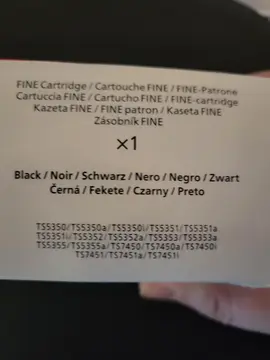 FINE Cartridge / Cartouche FINE / FINE-Patrone
Cartuccia FINE / Cartucho FINE / FINE-cartridge
Kazeta FINE / FINE patron / Kaseta FINE
Zásobník FINE
×1
Black / Noir / Schwarz / Nero / Negro / Zwart
Černá / Fekete / Czarny / Preto
TS5350/TS5350a/TS5350i/TS5351/TS5351a
TS5351i/TS5352/TS5352a/TS5353/TS5353a
TS5355/TS5355a/TS7450/TS7450a/TS7450i
TS7451/TS7451a/TS7451i